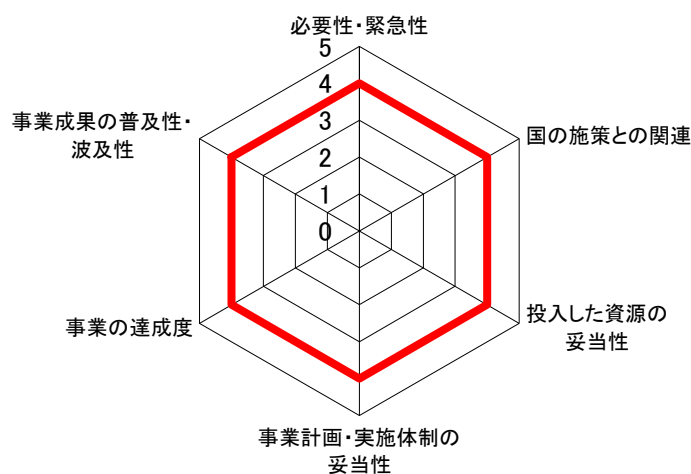 必要性・緊急性
5
4
3
2
1
0
国の施策との関連
投入した資源の
妥当性
事業計画・実施体制の
妥当性
事業の達成度
事業成果の普及性・
波及性